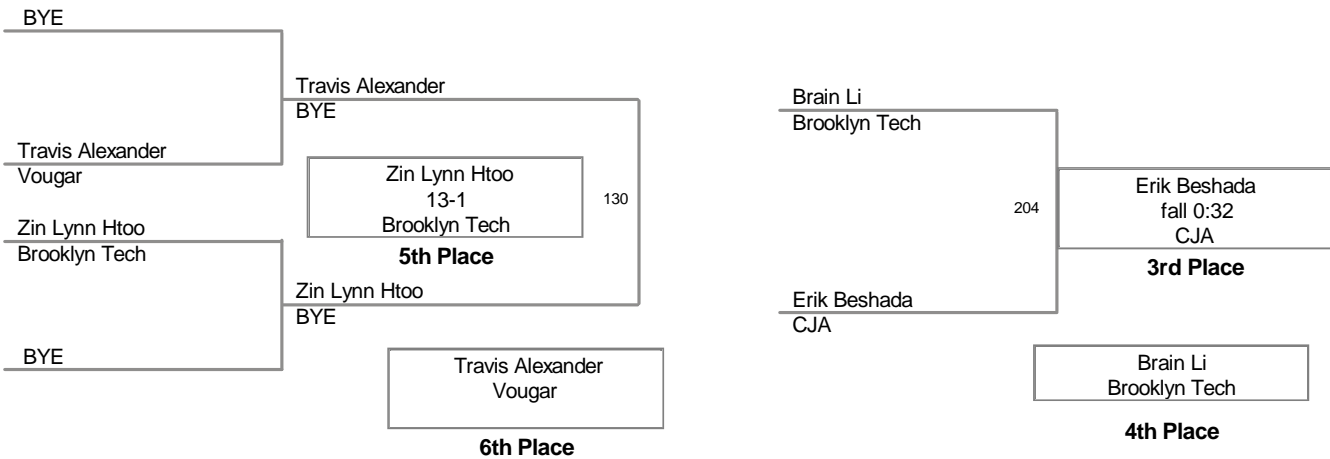 BYE
Travis Alexander
BYE
Travis Alexander
Vougar
Zin Lynn Htoo
13-1
Brooklyn Tech
130
5th Place
Zin Lynn Htoo
Brooklyn Tech
Zin Lynn Htoo
BYE
BYE
Travis Alexander
Vougar
6th Place
Brain Li
Brooklyn Tech
204
Erik Beshada
fall 0:32
CJA
3rd Place
Erik Beshada
CJA
Brain Li
Brooklyn Tech
4th Place